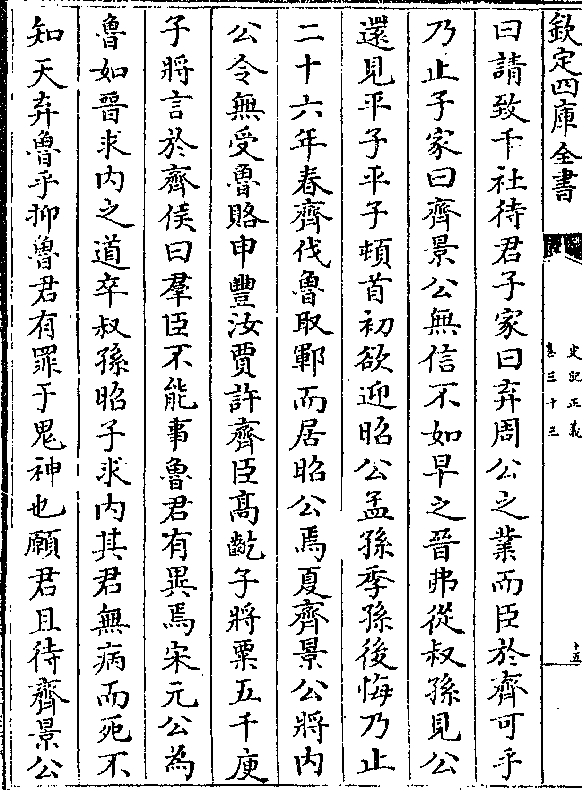 欽定四庫全書
史記正義
卷三十三
十五
曰請致千社待君子家曰弃周公之業而臣於齊可乎
乃止子家曰齊景公無信不如早之晉弗從叔孫見公
還見平子平子頓首初欲迎昭公孟孫季孫後悔乃止
二十六年春齊伐魯取鄆而居昭公焉夏齊景公將内
公令無受魯賂申豐汝賈許齊臣高齕子將粟五千庾
子將言於齊侯曰羣臣不能事魯君有異焉宋元公為
魯如晉求内之道卒叔孫昭子求内其君無病而死不
知天弃魯乎抑魯君有罪于鬼神也願君且待齊景公